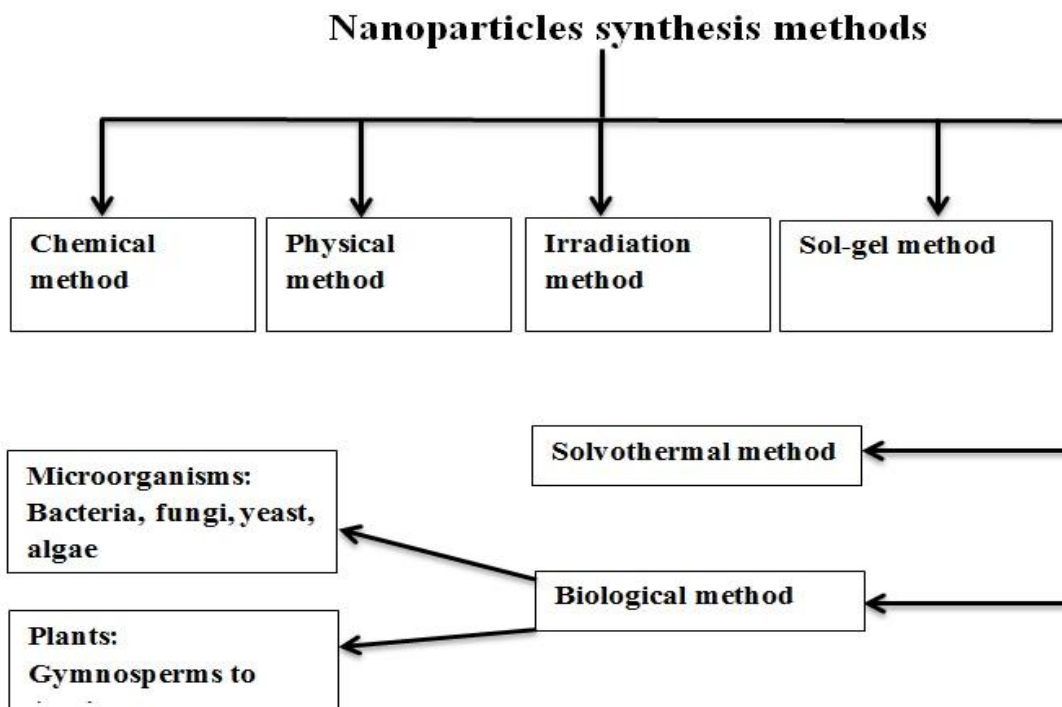 Nanoparticles synthesis methods
Chemical
method
Physical
method
Irradiation
method
Sol-gel method
Solvothermal method
Microorganisms:
Bacteria, fungi, yeast,
algae
Biological method
Plants:
Gymnosperms to